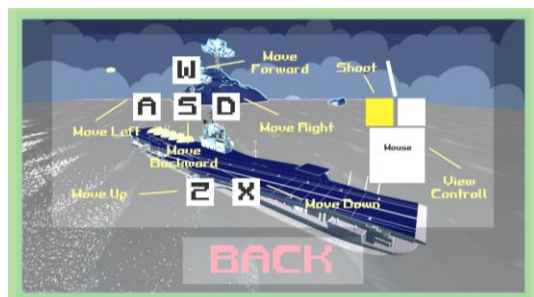 W
Move
Forward
Shoot
A S D
Move Left
Move
Backward
Move Right
Mouse
View
Controll
Move Up
Z X
Move Down
BACK